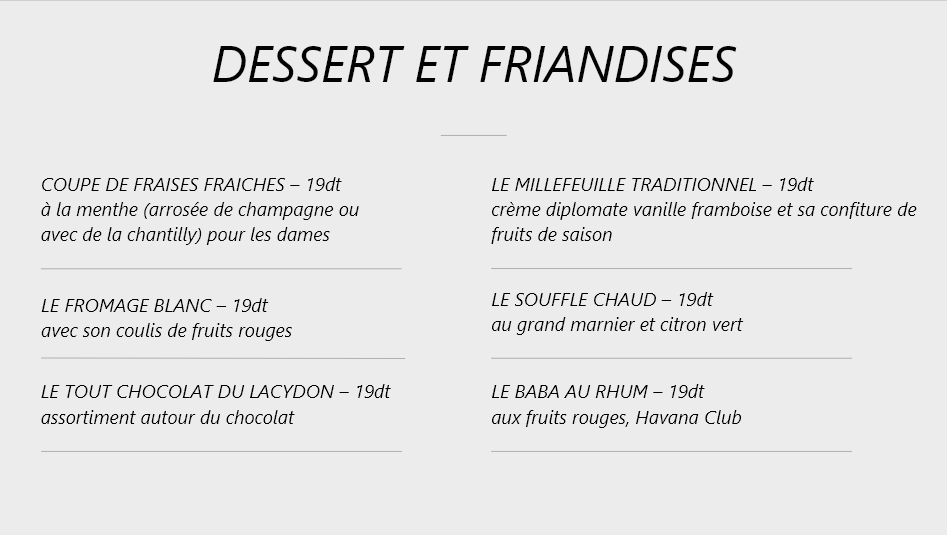 DESSERT ET FRIANDISES
COUPE DE FRAISES FRAICHES – 19dt
à la menthe (arrosée de champagne ou
avec de la chantilly) pour les dames
LE FROMAGE BLANC – 19dt
avec son coulis de fruits rouges
LE TOUT CHOCOLAT DU LACYDON – 19dt
assortiment autour du chocolat
LE MILLEFEUILLE TRADITIONNEL – 19dt
crème diplomate vanille framboise et sa confiture de
fruits de saison
LE SOUFFLE CHAUD – 19dt
au grand marnier et citron vert
LE BABA AU RHUM – 19dt
aux fruits rouges, Havana Club